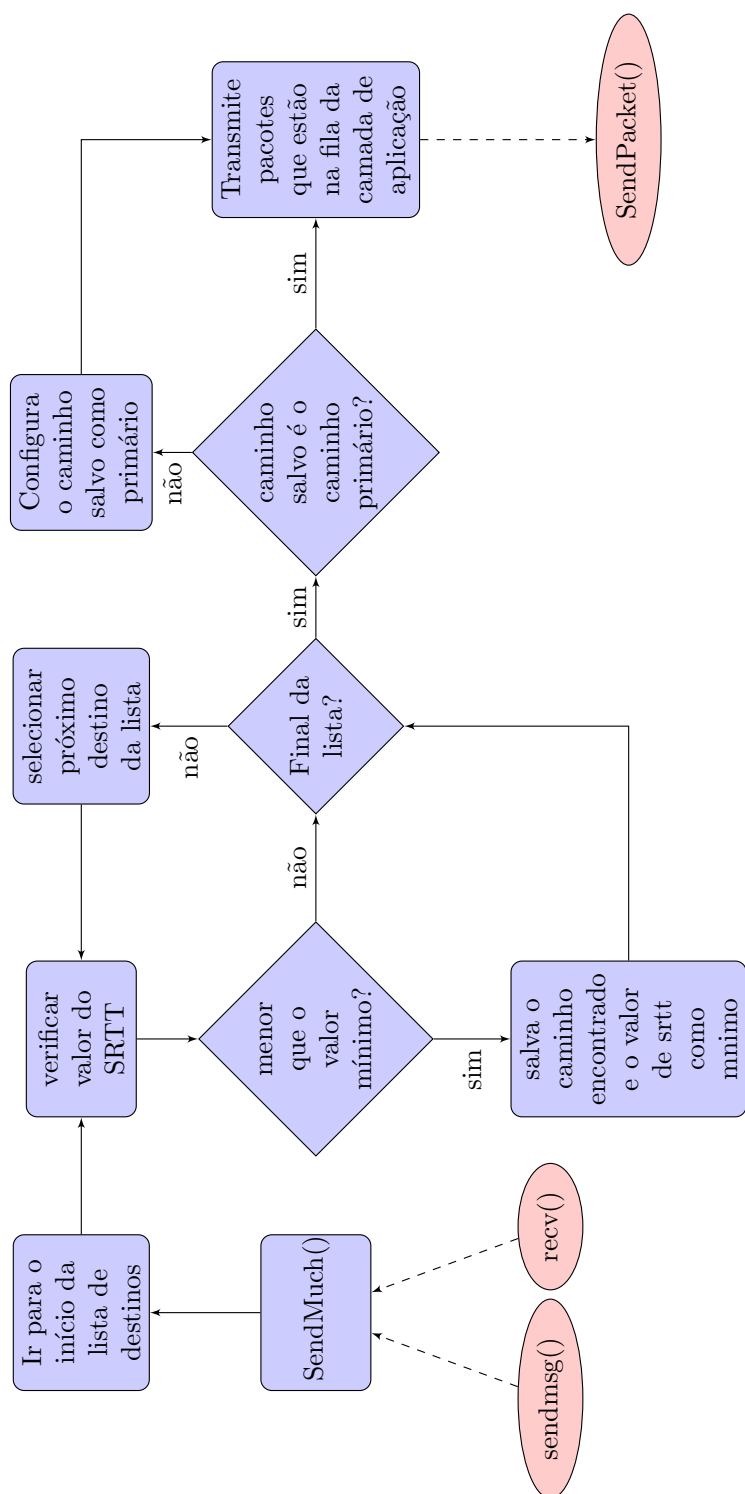 Ir para o
início da
lista de
destinos
SendMuch()
sendmsg()
recv()
verificar
valor do
SRTT
menor
que o
valor
mínimo?
sim
não
salva o
caminho
encontrado
e o valor
de srtt
como
mnimo
selecionar
próximo
destino
da lista
não
Final da
lista?
sim
Configura
o caminho
salvo como
primário
não
caminho
salvo é o
caminho
primário?
sim
Transmite
pacotes
que estão
na fila da
camada de
aplicação
SendPacket()